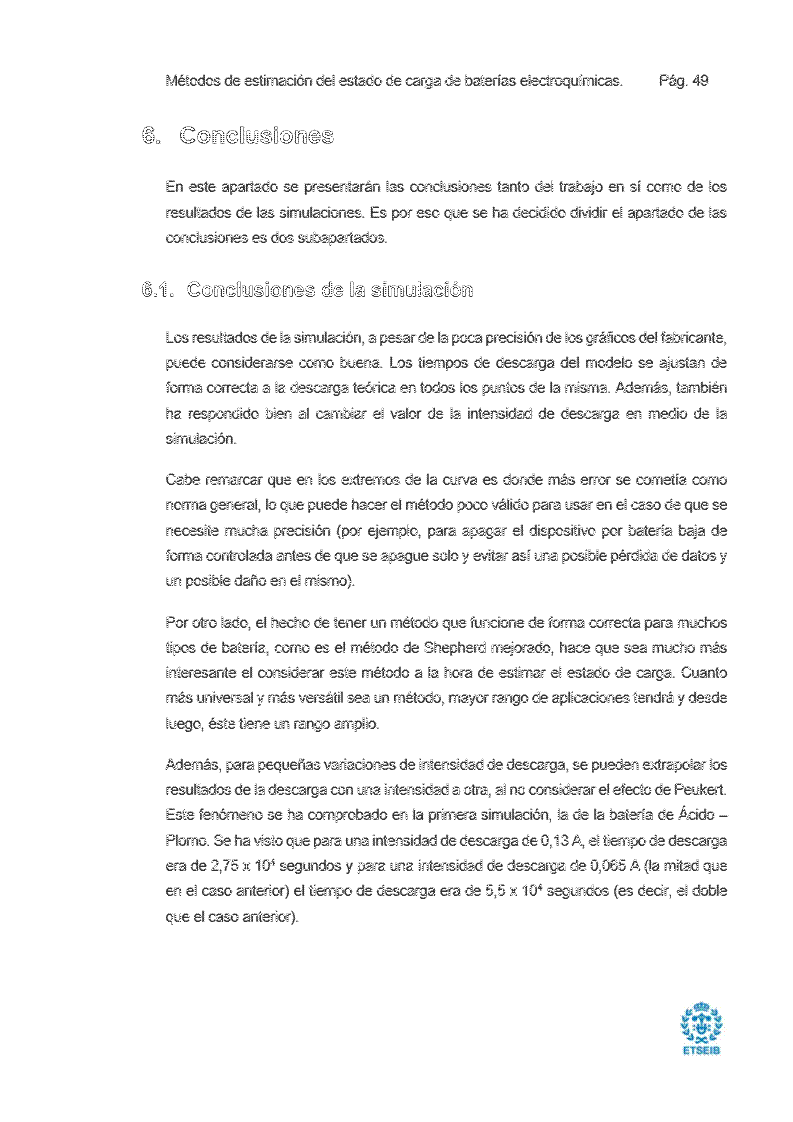 Métodos de estimación del estado de carga de baterías electroquímicas. Pág. 49
6. Conclusiones
En este apartado se presentarán las conclusiones tanto del trabajo en sí como de los
resultados de las simulaciones. Es por eso que se ha decidido dividir el apartado de las
conclusiones es dos subapartados.
6.1. Conclusiones de la simulación
Los resultados de la simulación, a pesar de la poca precisión de los gráficos del fabricante,
puede considerarse como buena. Los tiempos de descarga del modelo se ajustan de
forma correcta a la descarga teórica en todos los puntos de la misma. Además, también
ha respondido bien al cambiar el valor de la intensidad de descarga en medio de la
simulación.
Cabe remarcar que en los extremos de la curva es donde más error se cometía como
norma general, lo que puede hacer el método poco válido para usar en el caso de que se
necesite mucha precisión (por ejemplo, para apagar el dispositivo por batería baja de
forma controlada antes de que se apague solo y evitar así una posible pérdida de datos y
un posible daño en el mismo).
Por otro lado, el hecho de tener un método que funcione de forma correcta para muchos
tipos de batería, como es el método de Shepherd mejorado, hace que sea mucho más
interesante el considerar este método a la hora de estimar el estado de carga. Cuanto
más universal y más versátil sea un método, mayor rango de aplicaciones tendrá y desde
luego, éste tiene un rango amplio.
Además, para pequeñas variaciones de intensidad de descarga, se pueden extrapolar los
resultados de la descarga con una intensidad a otra, al no considerar el efecto de Peukert.
Este fenómeno se ha comprobado en la primera simulación, la de la batería de Ácido –
Plomo. Se ha visto que para una intensidad de descarga de 0,13 A, el tiempo de descarga
era de 2,75 x 10⁴ segundos y para una intensidad de descarga de 0,065 A (la mitad que
en el caso anterior) el tiempo de descarga era de 5,5 x 10⁴ segundos (es decir, el doble
que el caso anterior).
ETSEIB